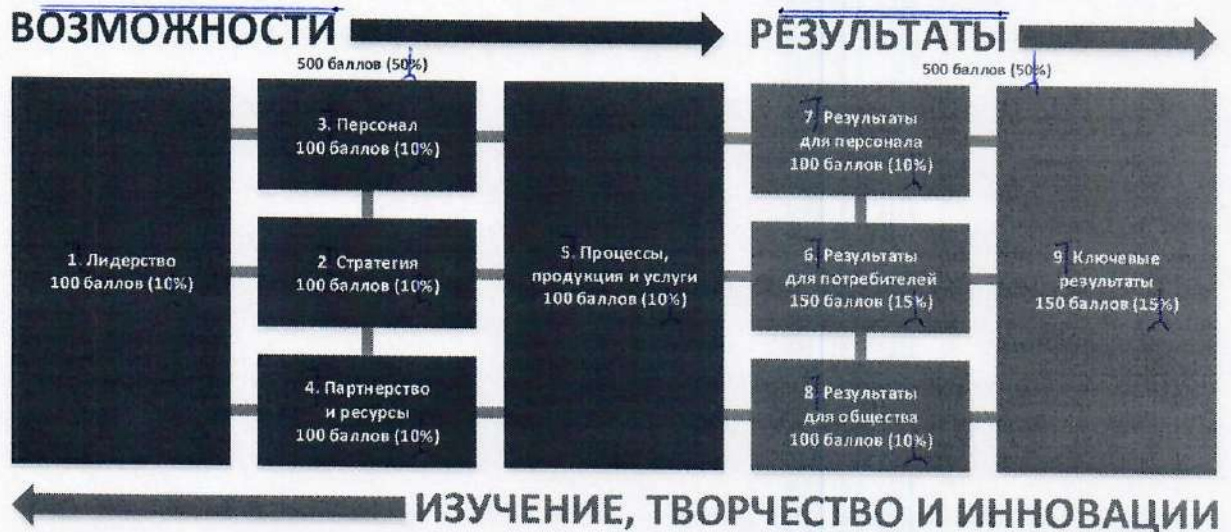 ВОЗМОЖНОСТИ
500 баллов (50%)
РЕЗУЛЬТАТЫ
500 баллов (50%)
1. Лидерство
100 баллов (10%)
3. Персонал
100 баллов (10%)
2. Стратегия
100 баллов (10%)
4. Партнерство
и ресурсы
100 баллов (10%)
5. Процессы,
продукция и услуги
100 баллов (10%)
7. Результаты
для персонала
100 баллов (10%)
6. Результаты
для потребителей
150 баллов (15%)
8. Результаты
для общества
100 баллов (10%)
9. Ключевые
результаты
150 баллов (15%)
ИЗУЧЕНИЕ, ТВОРЧЕСТВО И ИННОВАЦИИ